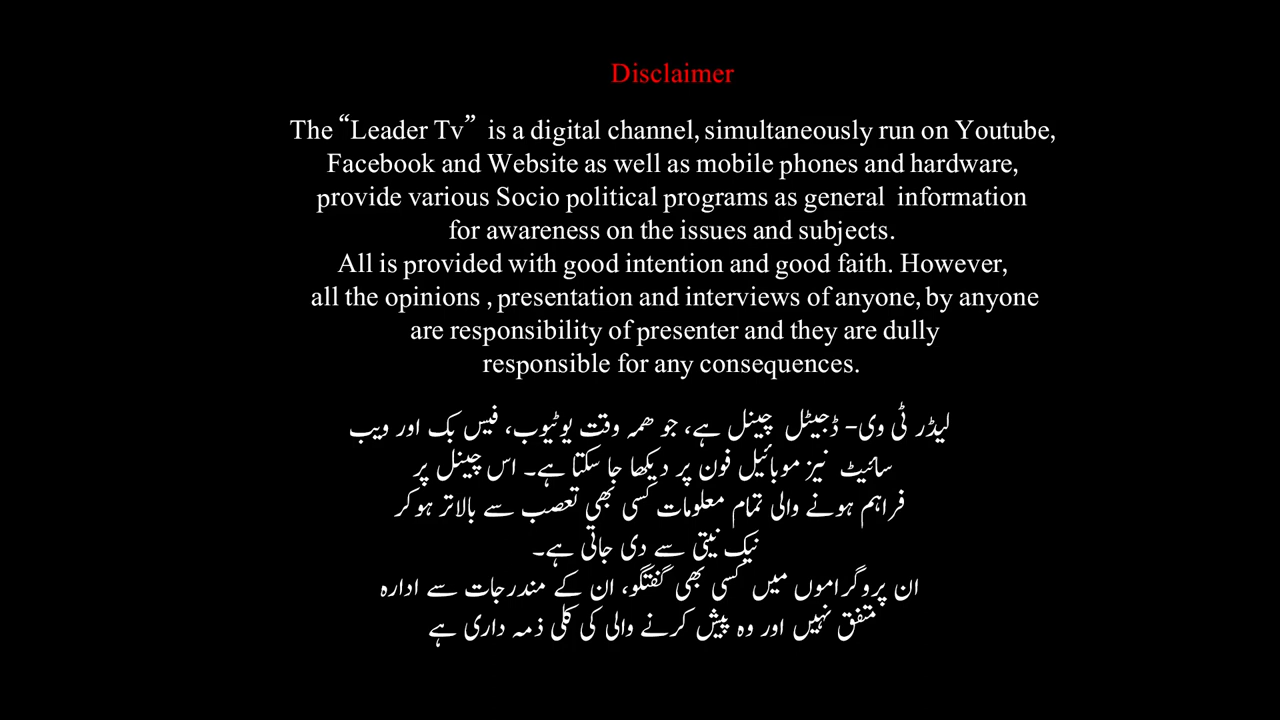 Disclaimer
The “Leader Tv” is a digital channel, simultaneously run on Youtube,
Facebook and Website as well as mobile phones and hardware,
provide various Socio political programs as general information
for awareness on the issues and subjects.
All is provided with good intention and good faith. However,
all the opinions , presentation and interviews of anyone, by anyone
are responsibility of presenter and they are dully
responsible for any consequences.
لیڈر ٹی وی- ڈجیٹل چینل ہے، جو ھمہ وقت یوٹیوب، فیس بک اور ویب
سائیٹ نیز موبائیل فون پر دیکھا جا سکتا ہے۔ اس چینل پر
فراہم ہونے والی تمام معلومات کسی بھی تعصب سے بالاتر ہوکر
نیک نیتی سے دی جاتی ہے۔
ان پروگراموں میں کسی بھی گفتگو، ان کے مندرجات سے ادارہ
متفق نہیں اور وہ پیش کرنے والی کی کلی ذمہ داری ہے